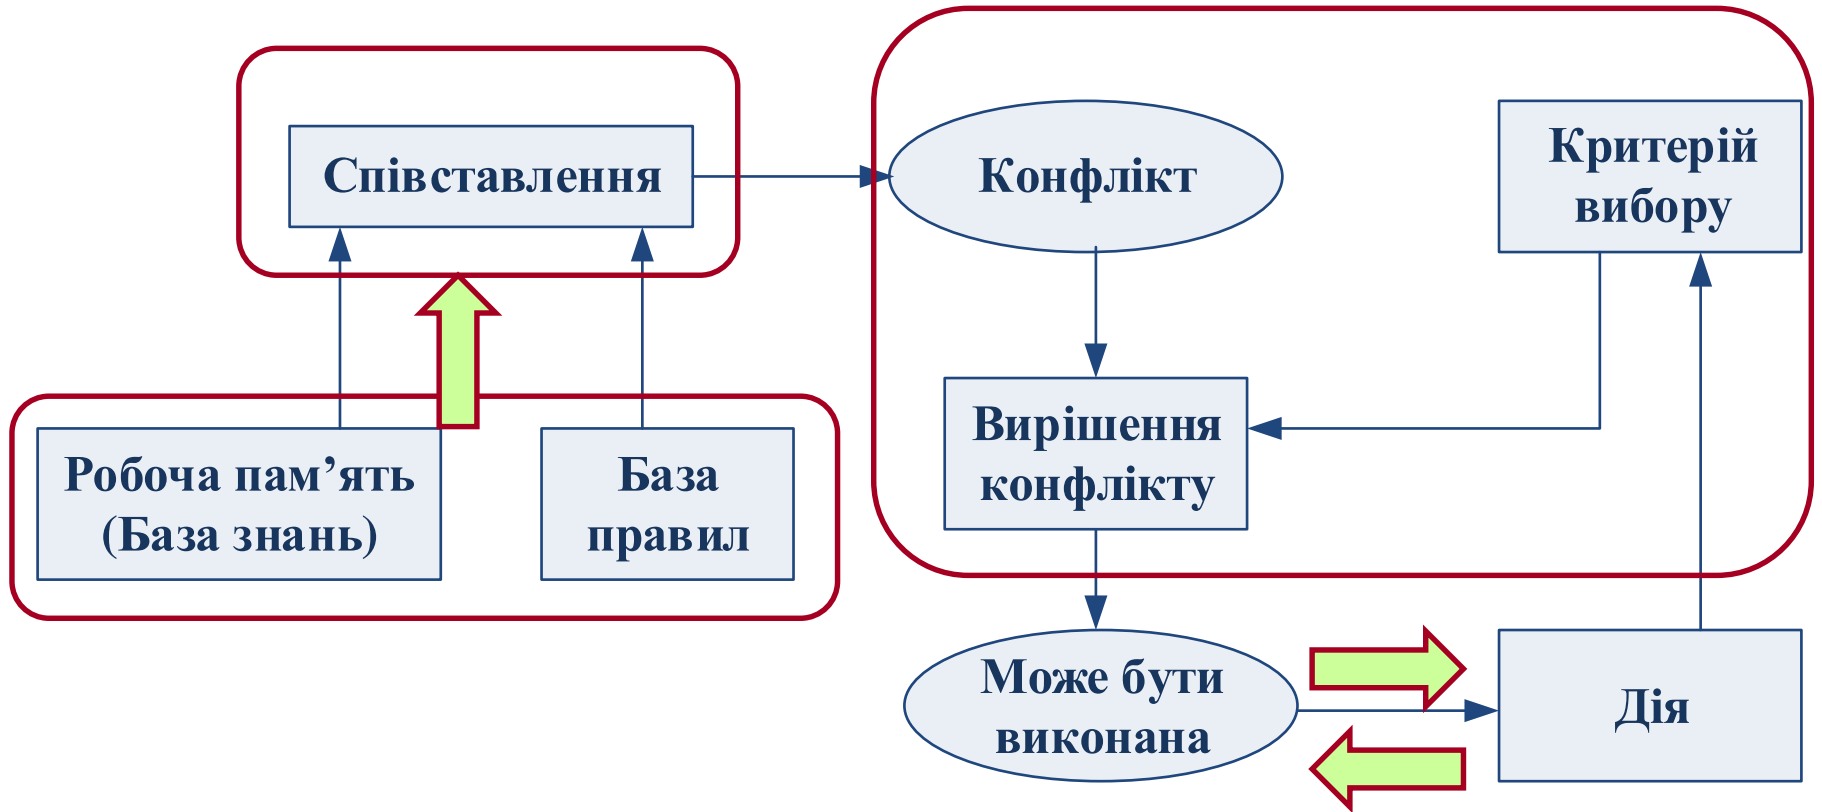 Співставлення
Конфлікт
Критерій
вибору
Робоча пам’ять
(База знань)
База
правил
Вирішення
конфлікту
Може бути
виконана
Дія